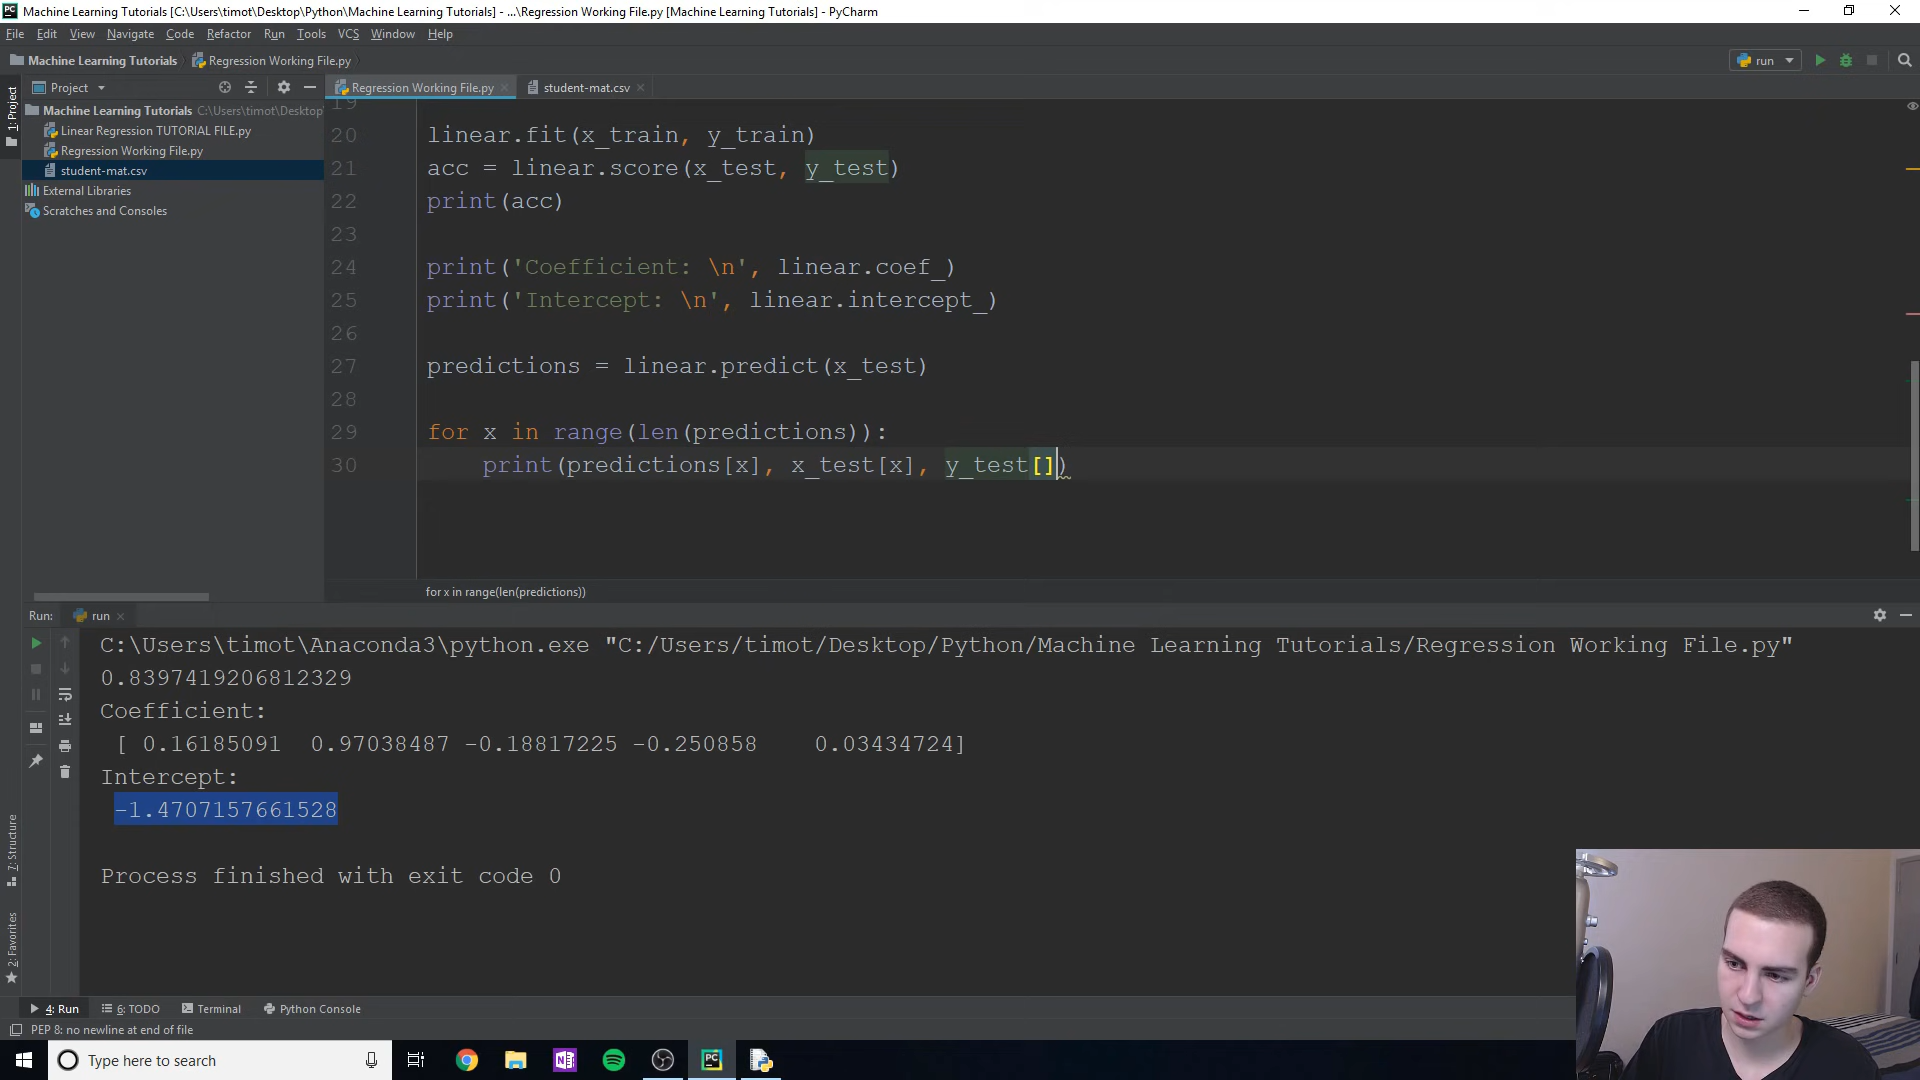 Machine Learning Tutorials [C:\Users\timot\Desktop\Python\Machine Learning Tutorials] - ...\Regression Working File.py [Machine Learning Tutorials] - PyCharm
File Edit View Navigate Code Refactor Run Tools VCS Window Help
Machine Learning Tutorials Regression Working File.py run
Project Regression Working File.py student-mat.csv
1: Project
Machine Learning Tutorials C:\Users\timot\Desktop
Linear Regression TUTORIAL FILE.py
Regression Working File.py
student-mat.csv
External Libraries
Scratches and Consoles
19
20 linear.fit(x_train, y_train)
21 acc = linear.score(x_test, y_test)
22 print(acc)
23
24 print('Coefficient: \n', linear.coef_)
25 print('Intercept: \n', linear.intercept_)
26
27 predictions = linear.predict(x_test)
28
29 for x in range(len(predictions)):
30 print(predictions[x], x_test[x], y_test[])
for x in range(len(predictions))
Run: run
C:\Users\timot\Anaconda3\python.exe "C:/Users/timot/Desktop/Python/Machine Learning Tutorials/Regression Working File.py"
0.8397419206812329
Coefficient:
[ 0.16185091 0.97038487 -0.18817225 -0.250858 0.03434724]
Intercept:
-1.4707157661528
Process finished with exit code 0
7: Structure
2: Favorites
4: Run 6: TODO Terminal Python Console
PEP 8: no newline at end of file
Type here to search